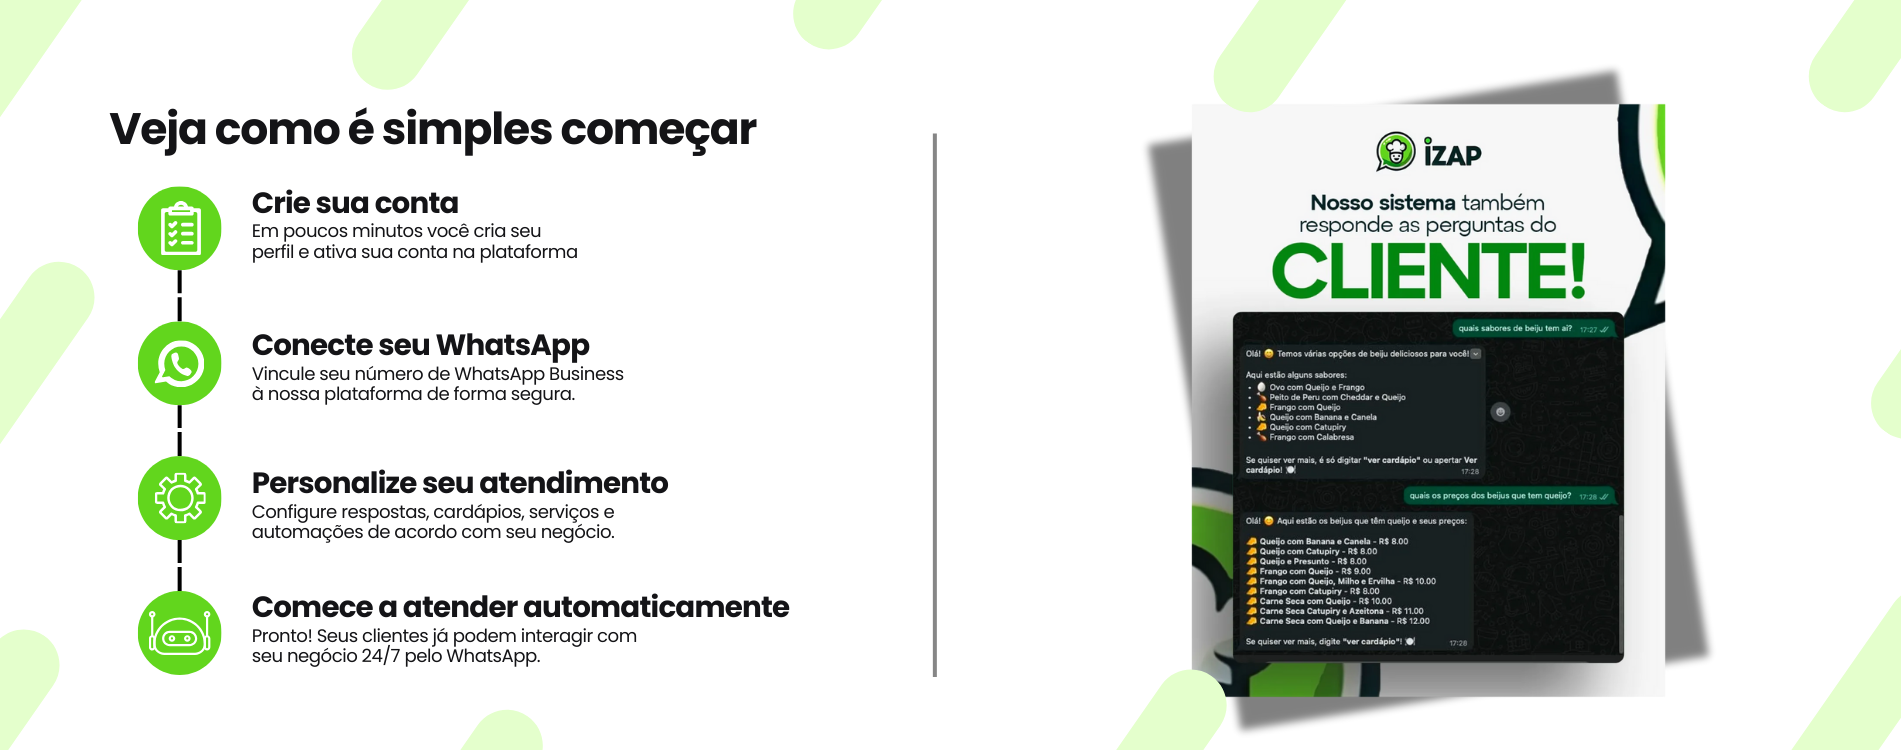 Veja como é simples começar
Crie sua conta
Em poucos minutos você cria seu
perfil e ativa sua conta na plataforma
Conecte seu WhatsApp
Vincule seu número de WhatsApp Business
à nossa plataforma de forma segura.
Personalize seu atendimento
Configure respostas, cardápios, serviços e
automações de acordo com seu negócio.
Comece a atender automaticamente
Pronto! Seus clientes já podem interagir com
seu negócio 24/7 pelo WhatsApp.
iZAP
Nosso sistema também
responde as perguntas do
CLIENTE!
quais sabores de beiju tem ai? 17:27
Olá! 😊 Temos várias opções de beiju deliciosos para você!
Aqui estão alguns sabores:
• 🥚 Ovo com Queijo e Frango
• 🍗 Peito de Peru com Cheddar e Queijo
• 🧀 Frango com Queijo
• 🍌 Queijo com Banana e Canela
• 🧀 Queijo com Catupiry
• 🍗 Frango com Calabresa
Se quiser ver mais, é só digitar "ver cardápio" ou apertar Ver
cardápio! 🍽️ 17:28
quais os preços dos beijus que tem queijo? 17:28
Olá! 😊 Aqui estão os beijus que têm queijo e seus preços:
🧀 Queijo com Banana e Canela - R$ 8.00
🧀 Queijo com Catupiry - R$ 8.00
🧀 Queijo e Presunto - R$ 8.00
🧀 Frango com Queijo - R$ 9.00
🧀 Frango com Queijo, Milho e Ervilha - R$ 10.00
🧀 Frango com Catupiry - R$ 8.00
🧀 Carne Seca com Queijo - R$ 10.00
🧀 Carne Seca Catupiry e Azeitona - R$ 11.00
🧀 Carne Seca com Queijo e Banana - R$ 12.00
Se quiser ver mais, digite "ver cardápio"! 🍽️ 17:28